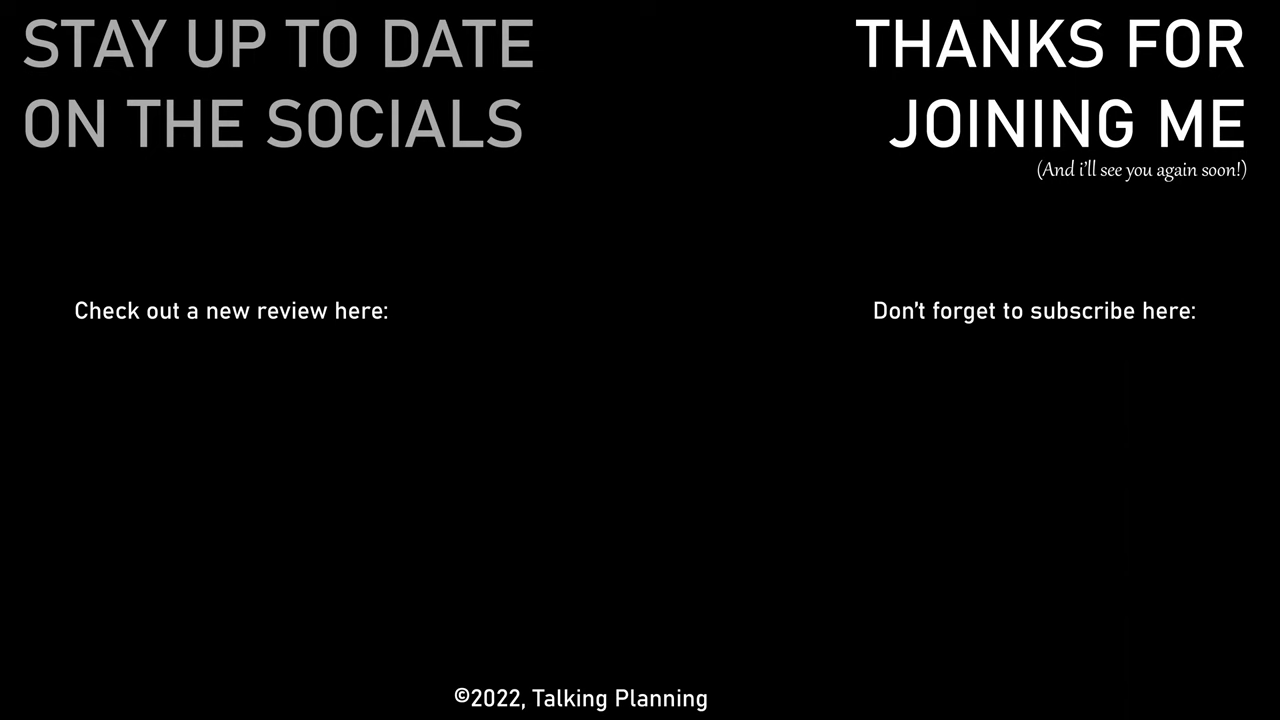 STAY UP TO DATE
ON THE SOCIALS
THANKS FOR
JOINING ME
(And i'll see you again soon!)
Check out a new review here:
Don't forget to subscribe here:
©2022, Talking Planning